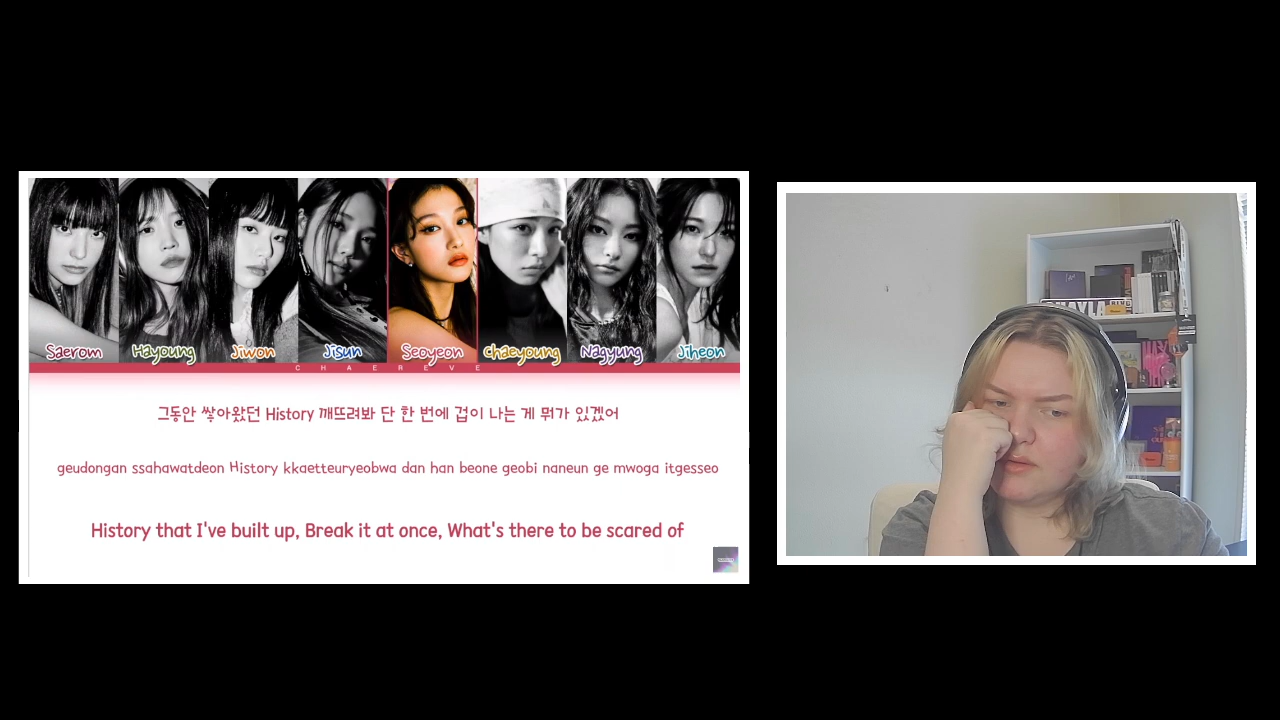 Saerom Hayoung Jiwon Jisun Seoyeon Chaeyoung Nagyung Jiheon
CHAEREVE
그동안 쌓아왔던 History 깨뜨려봐 단 한 번에 겁이 나는 게 뭐가 있겠어
geudongan ssahawatdeon History kkaetteuryeobwa dan han beone geobi naneun ge mwoga itgesseo
History that I've built up, Break it at once, What's there to be scared of